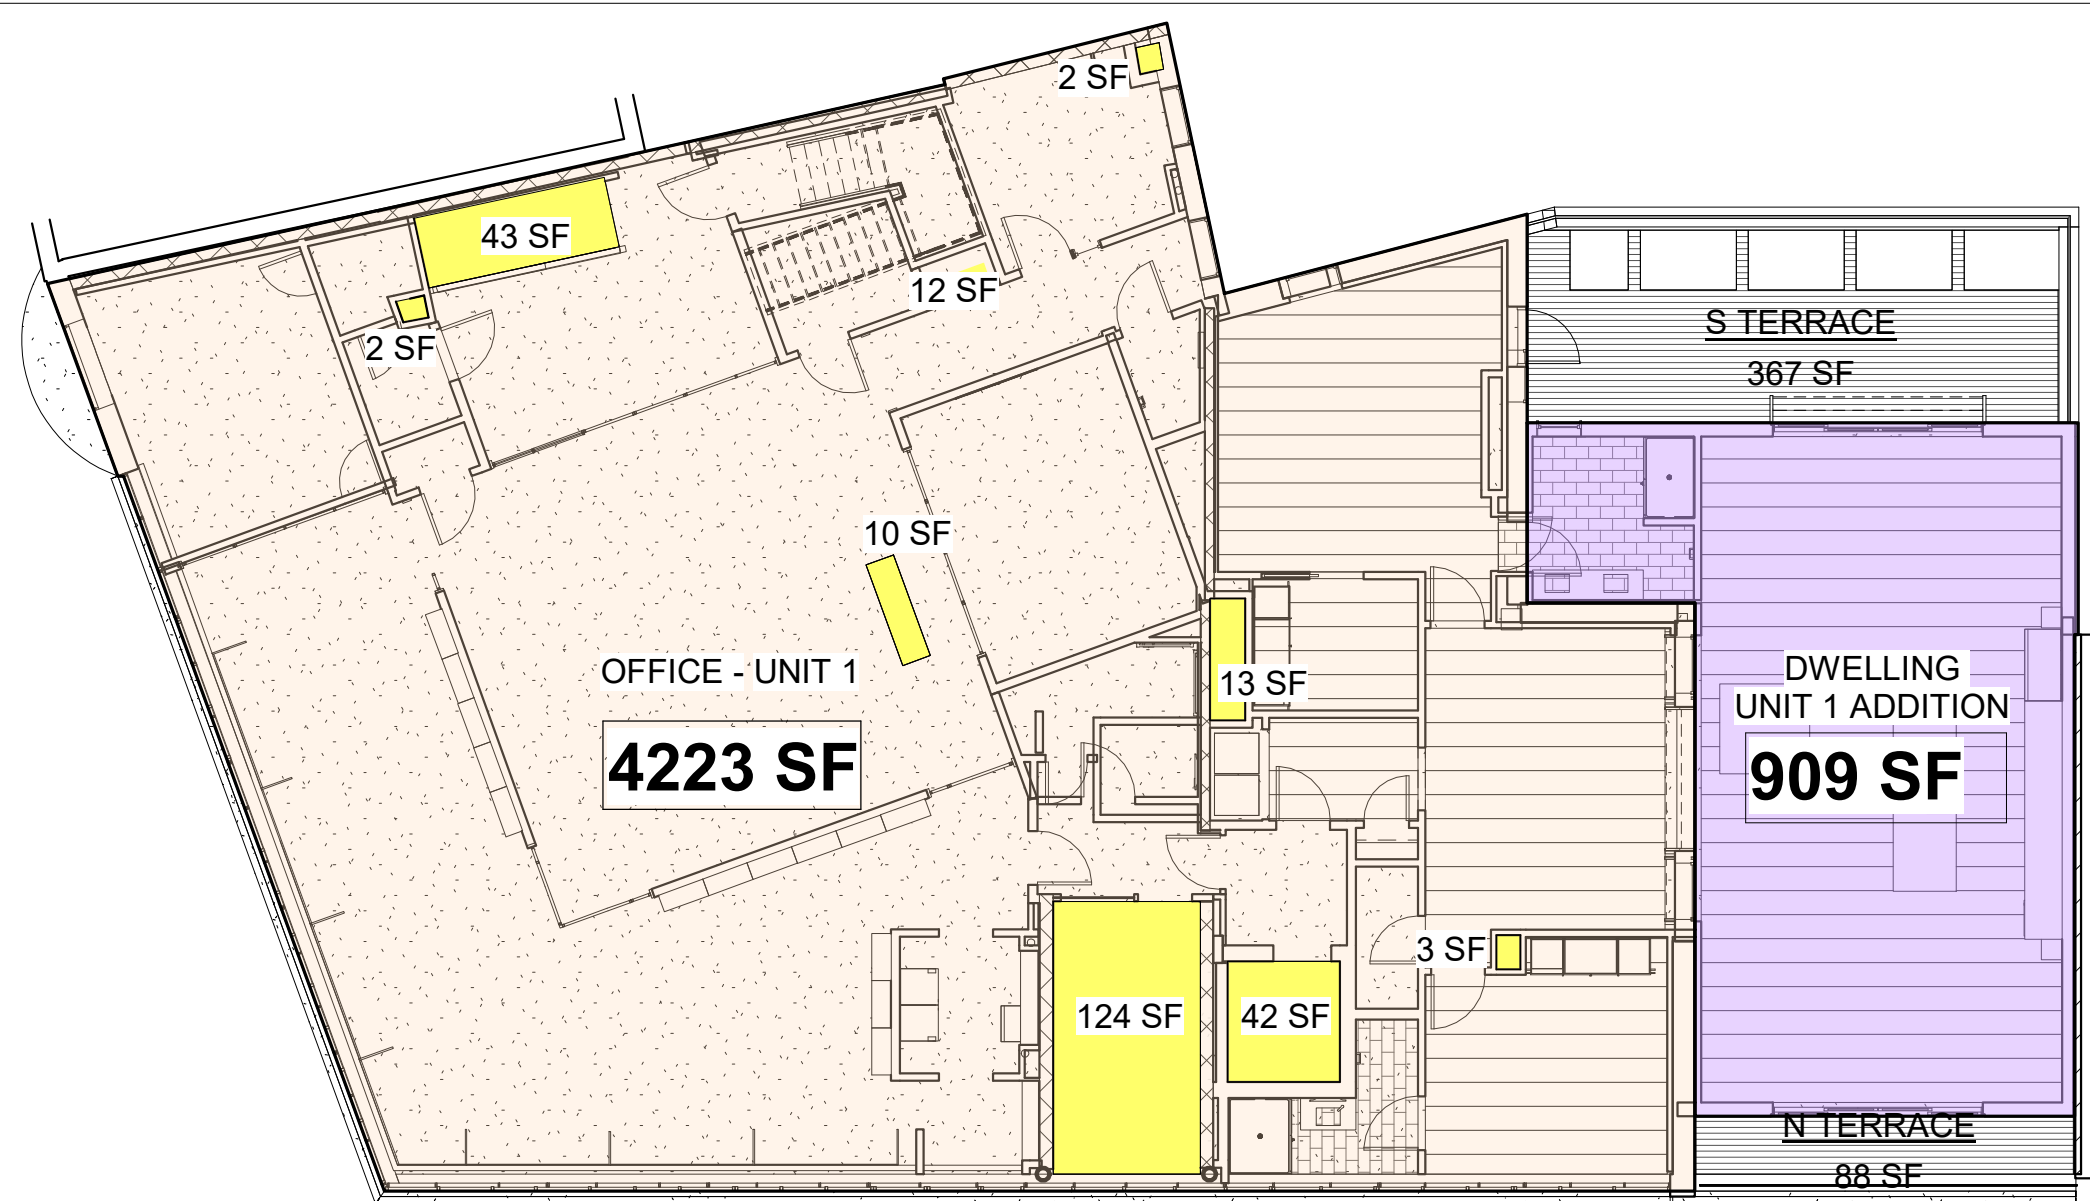 2 SF
43 SF
12 SF
2 SF
S TERRACE
367 SF
10 SF
OFFICE - UNIT 1
4223 SF
13 SF
DWELLING
UNIT 1 ADDITION
909 SF
3 SF
124 SF
42 SF
N TERRACE
88 SF